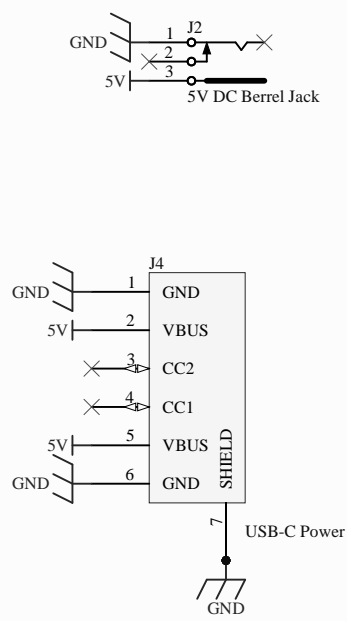 J2
1
GND
2
3
5V
5V DC Berrel Jack
J4
1
GND
GND
2
5V
VBUS
3
CC2
4
CC1
5
5V
VBUS
6
GND
GND
SHIELD
7
USB-C Power
GND